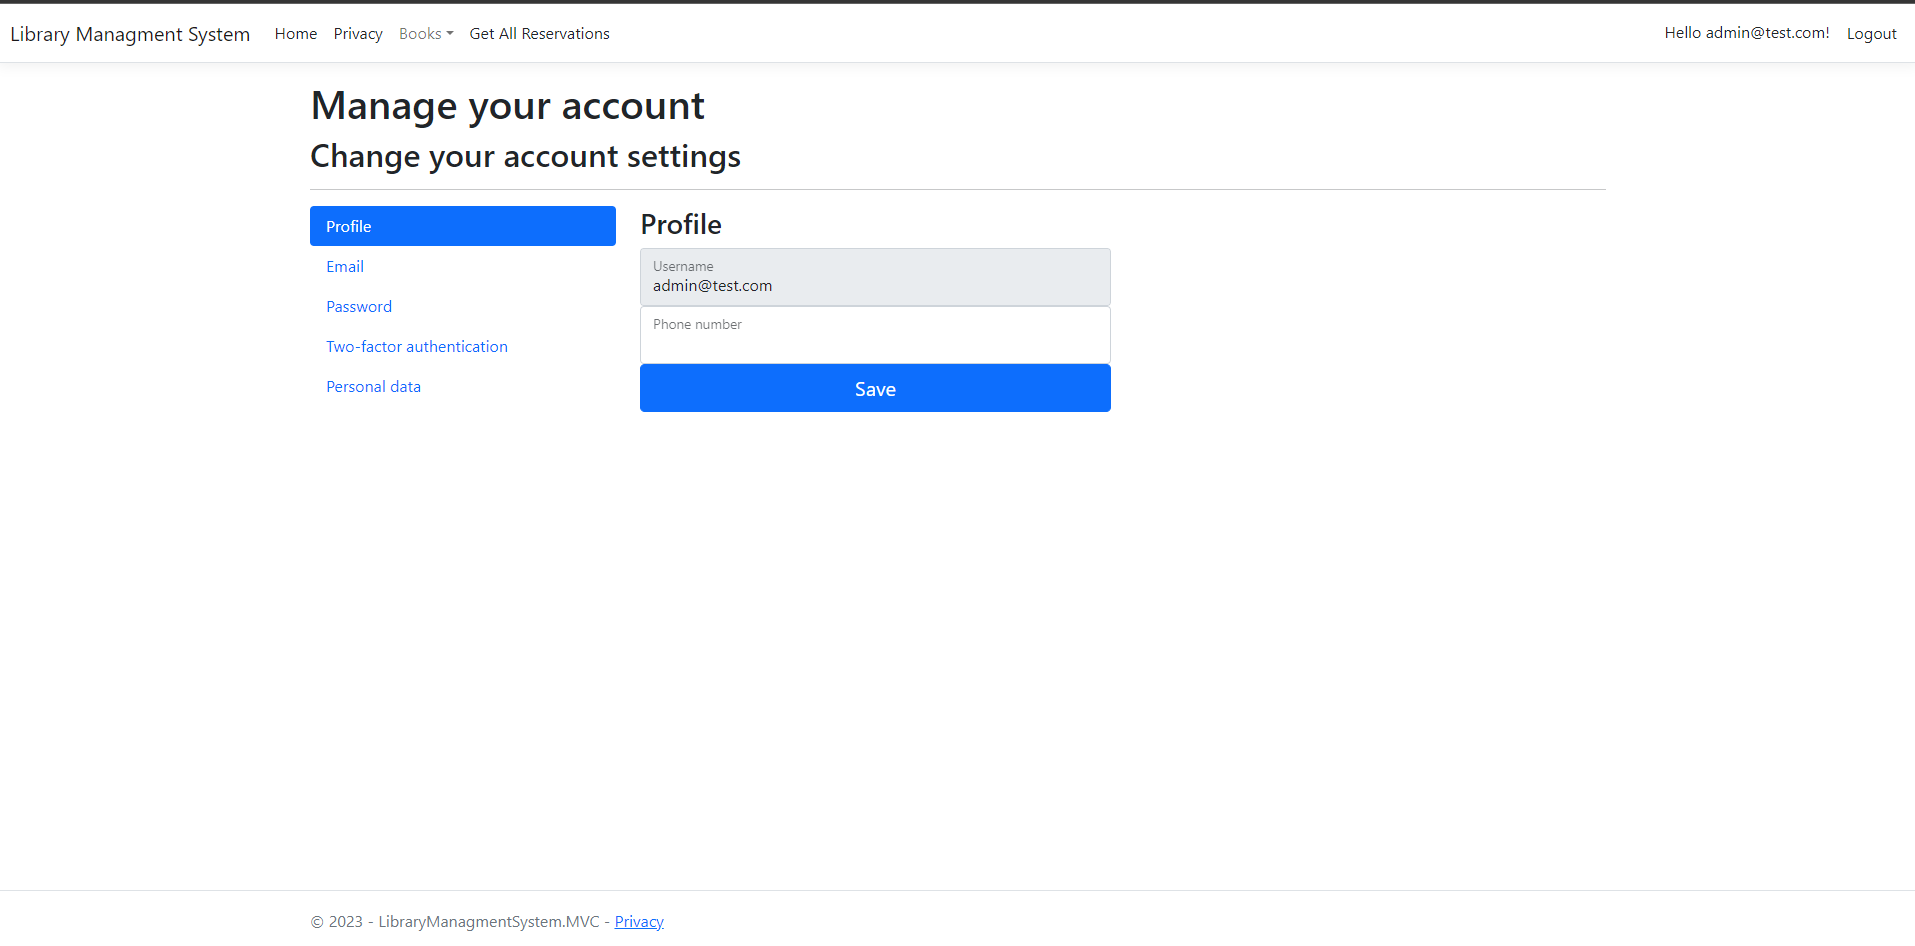 Library Managment System Home Privacy Books Get All Reservations Hello admin@test.com! Logout
Manage your account
Change your account settings
Profile
Email
Password
Two-factor authentication
Personal data
Profile
Username
admin@test.com
Phone number
Save
© 2023 - LibraryManagmentSystem.MVC - Privacy